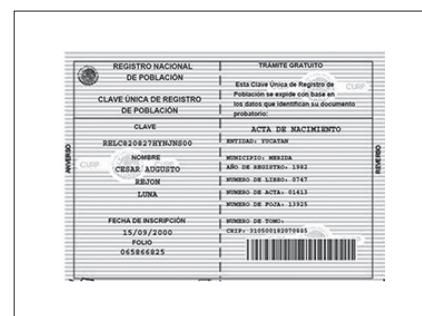 REGISTRO NACIONAL
DE POBLACIÓN
CLAVE ÚNICA DE REGISTRO
DE POBLACIÓN
CLAVE
RELC820827HYNJNS00
NOMBRE
CESAR AUGUSTO
REJON
LUNA
FECHA DE INSCRIPCIÓN
15/09/2000
FOLIO
065866825
ANVERSO
TRÁMITE GRATUITO
Esta Clave Única de Registro de
Población se expide con base en
los datos que identifican su documento
probatorio:
ACTA DE NACIMIENTO
ENTIDAD: YUCATAN
MUNICIPIO: MERIDA
AÑO DE REGISTRO: 1982
NUMERO DE LIBRO: 0747
NUMERO DE ACTA: 01413
NUMERO DE FOJA: 13925
NUMERO DE TOMO:
CRIP:
REVERSO
CURP
CURP